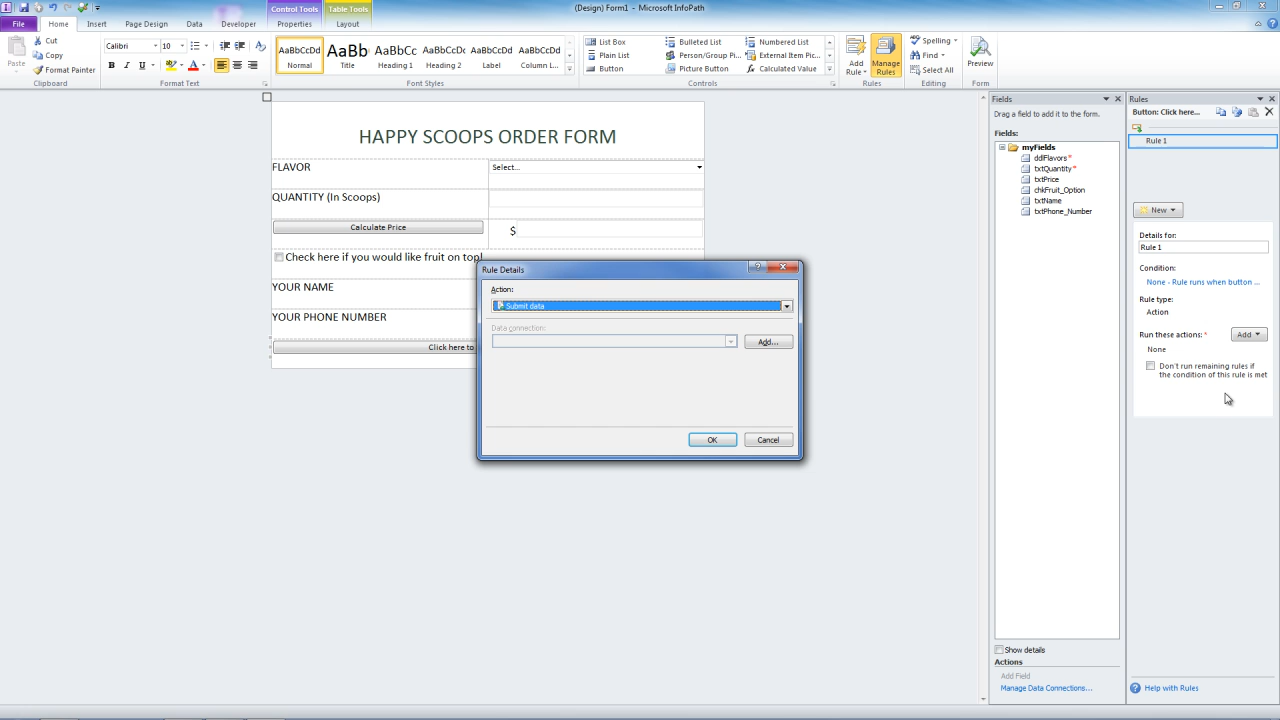 (Design) Form1 - Microsoft InfoPath
Control Tools
Table Tools
File
Home
Insert
Page Design
Data
Developer
Properties
Layout
Paste
Cut
Copy
Format Painter
Clipboard
Calibri
10
B
I
U
A
Format Text
AaBbCcDd
Normal
AaBb
Title
AaBbCc
Heading 1
AaBbCcDc
Heading 2
AaBbCcDd
Label
AaBbCcDd
Column L...
Font Styles
List Box
Plain List
Button
Bulleted List
Person/Group Pi...
Picture Button
Numbered List
External Item Pic...
Calculated Value
Controls
Add
Rule
Manage
Rules
Rules
Spelling
Find
Select All
Editing
Preview
Form
HAPPY SCOOPS ORDER FORM
FLAVOR
Select...
QUANTITY (In Scoops)
Calculate Price
$
Check here if you would like fruit on top!
YOUR NAME
YOUR PHONE NUMBER
Click here to
Rule Details
Action:
Submit data
Data connection:
Add...
OK
Cancel
Fields
Drag a field to add it to the form.
Fields:
myFields
ddlFlavors*
txtQuantity*
txtPrice
chkFruit_Option
txtName
txtPhone_Number
Show details
Actions
Add Field
Manage Data Connections...
Rules
Button: Click here...
Rule 1
New
Details for:
Rule 1
Condition:
None - Rule runs when button ...
Rule type:
Action
Run these actions: *
Add
None
Don't run remaining rules if
the condition of this rule is met
Help with Rules